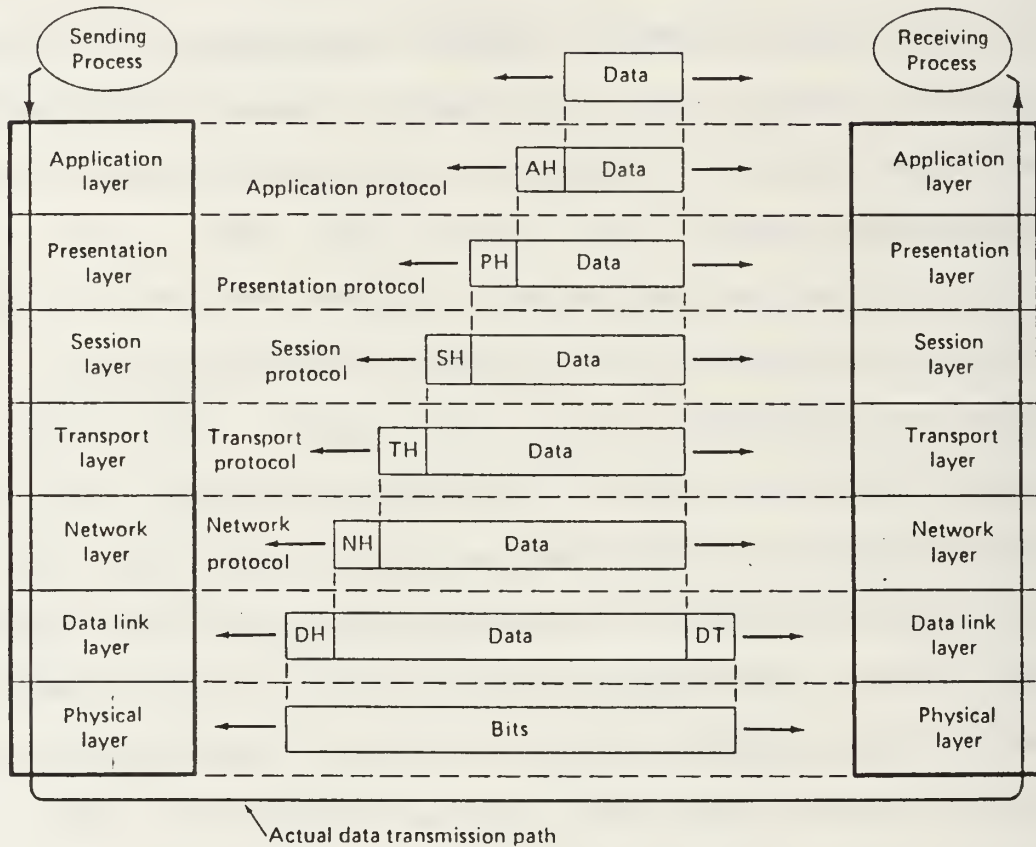 Sending
Process
Receiving
Process
Data
Application
layer
Application protocol
AH
Data
Application
layer
Presentation
layer
Presentation protocol
PH
Data
Presentation
layer
Session
layer
Session
protocol
SH
Data
Session
layer
Transport
layer
Transport
protocol
TH
Data
Transport
layer
Network
layer
Network
protocol
NH
Data
Network
layer
Data link
layer
DH
Data
DT
Data link
layer
Physical
layer
Bits
Physical
layer
Actual data transmission path